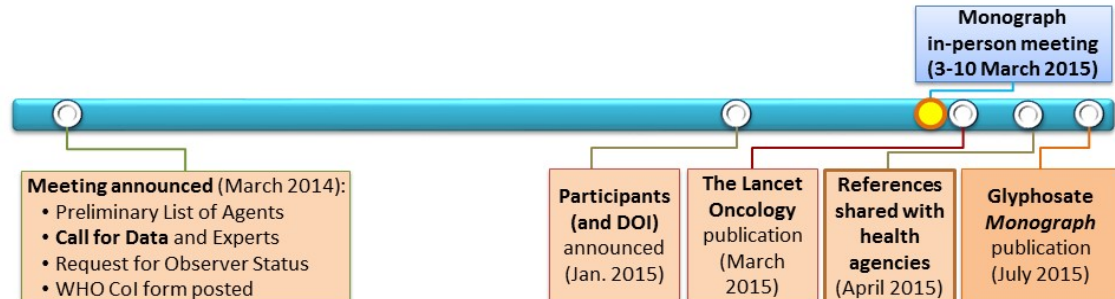 Monograph
in-person meeting
(3-10 March 2015)
Meeting announced (March 2014):
• Preliminary List of Agents
• Call for Data and Experts
• Request for Observer Status
• WHO CoI form posted
Participants
(and DOI)
announced
(Jan. 2015)
The Lancet
Oncology
publication
(March
2015)
References
shared with
health
agencies
(April 2015)
Glyphosate
Monograph
publication
(July 2015)